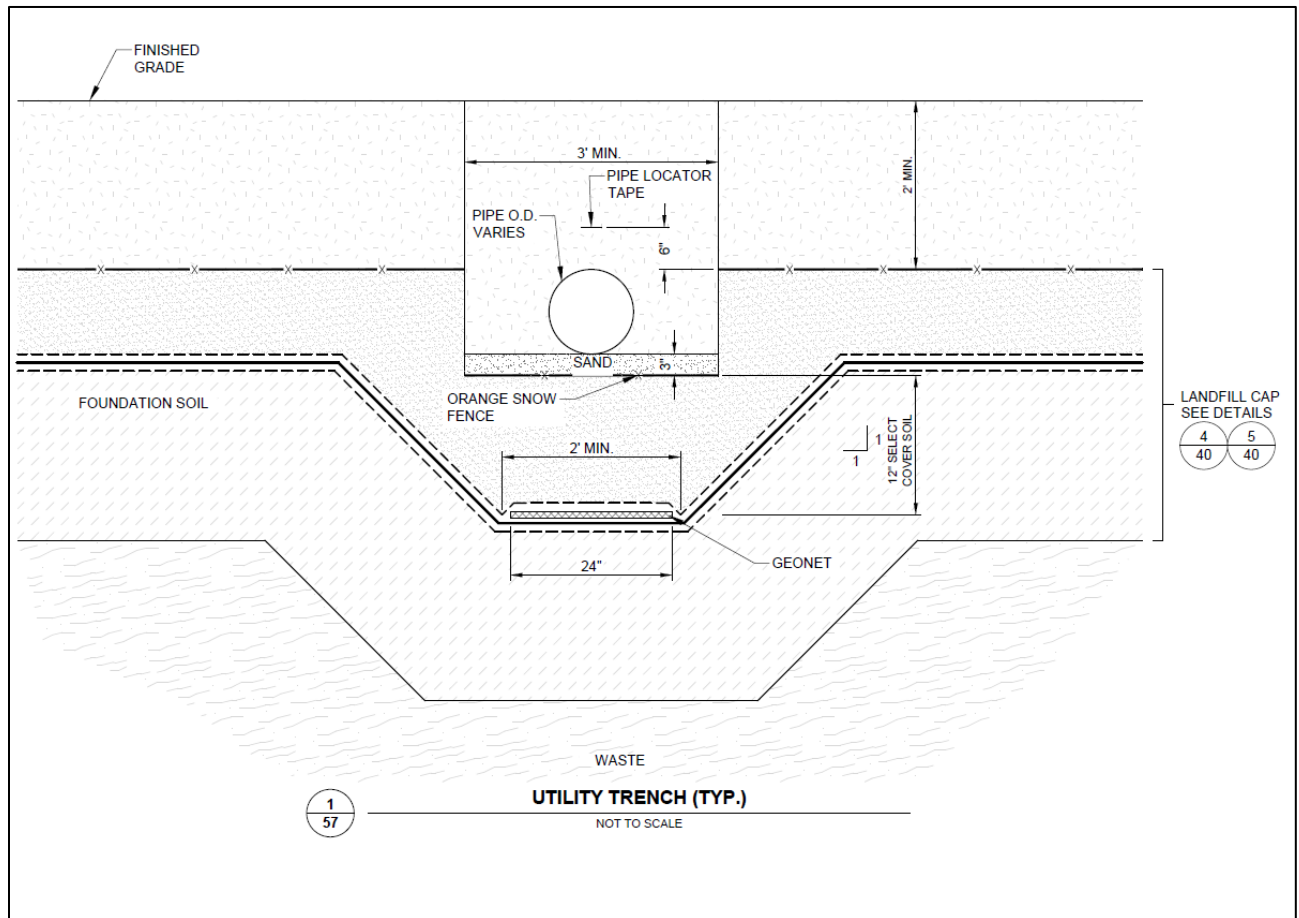 FINISHED
GRADE
3' MIN.
PIPE LOCATOR
TAPE
2' MIN.
PIPE O.D.
VARIES
6"
SAND
3"
ORANGE SNOW
FENCE
FOUNDATION SOIL
LANDFILL CAP
SEE DETAILS
4
40
5
40
1
1
12" SELECT
COVER SOIL
2' MIN.
GEONET
24"
WASTE
1
57
UTILITY TRENCH (TYP.)
NOT TO SCALE